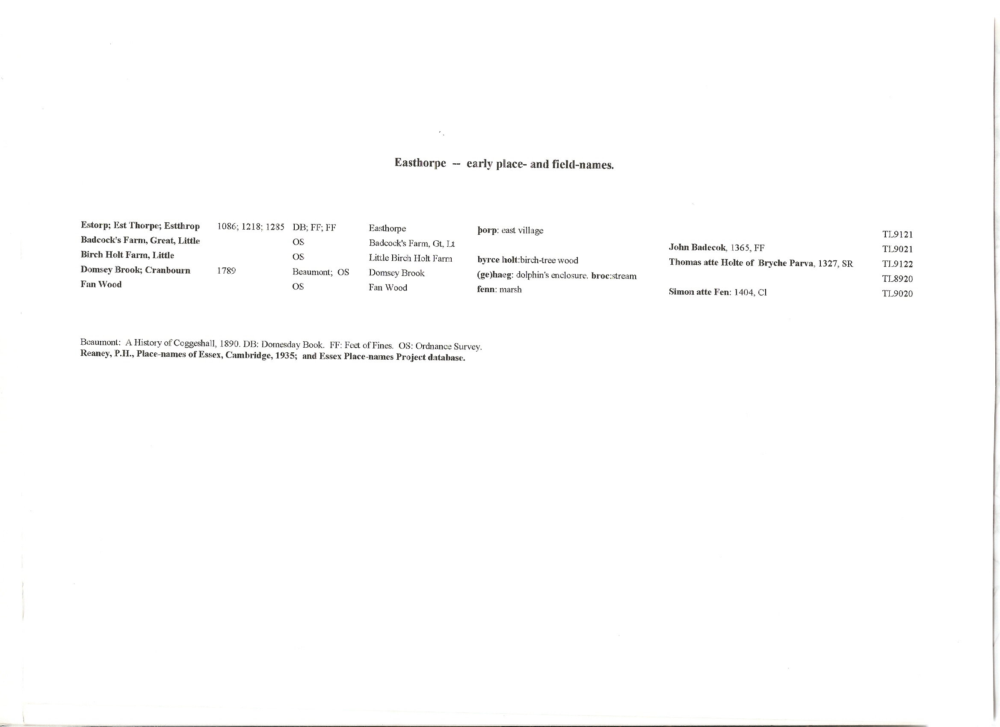 Easthorpe -- early place- and field-names.
Estorp; Est Thorpe; Estthrop 1086; 1218; 1285 DB; FF; FF Easthorpe þorp: east village TL9121
Badcock's Farm, Great, Little OS Badcock's Farm, Gt, Lt John Badecok, 1365, FF TL9021
Birch Holt Farm, Little OS Little Birch Holt Farm byrce holt:birch-tree wood Thomas atte Holte of Bryche Parva, 1327, SR TL9122
Domsey Brook; Cranbourn 1789 Beaumont; OS Domsey Brook (ge)haeg: dolphin's enclosure. broc:stream TL8920
Fan Wood OS Fan Wood fenn: marsh Simon atte Fen: 1404, Cl TL9020
Beaumont: A History of Coggeshall, 1890. DB: Domesday Book. FF: Feet of Fines. OS: Ordnance Survey.
Reaney, P.H., Place-names of Essex, Cambridge, 1935; and Essex Place-names Project database.